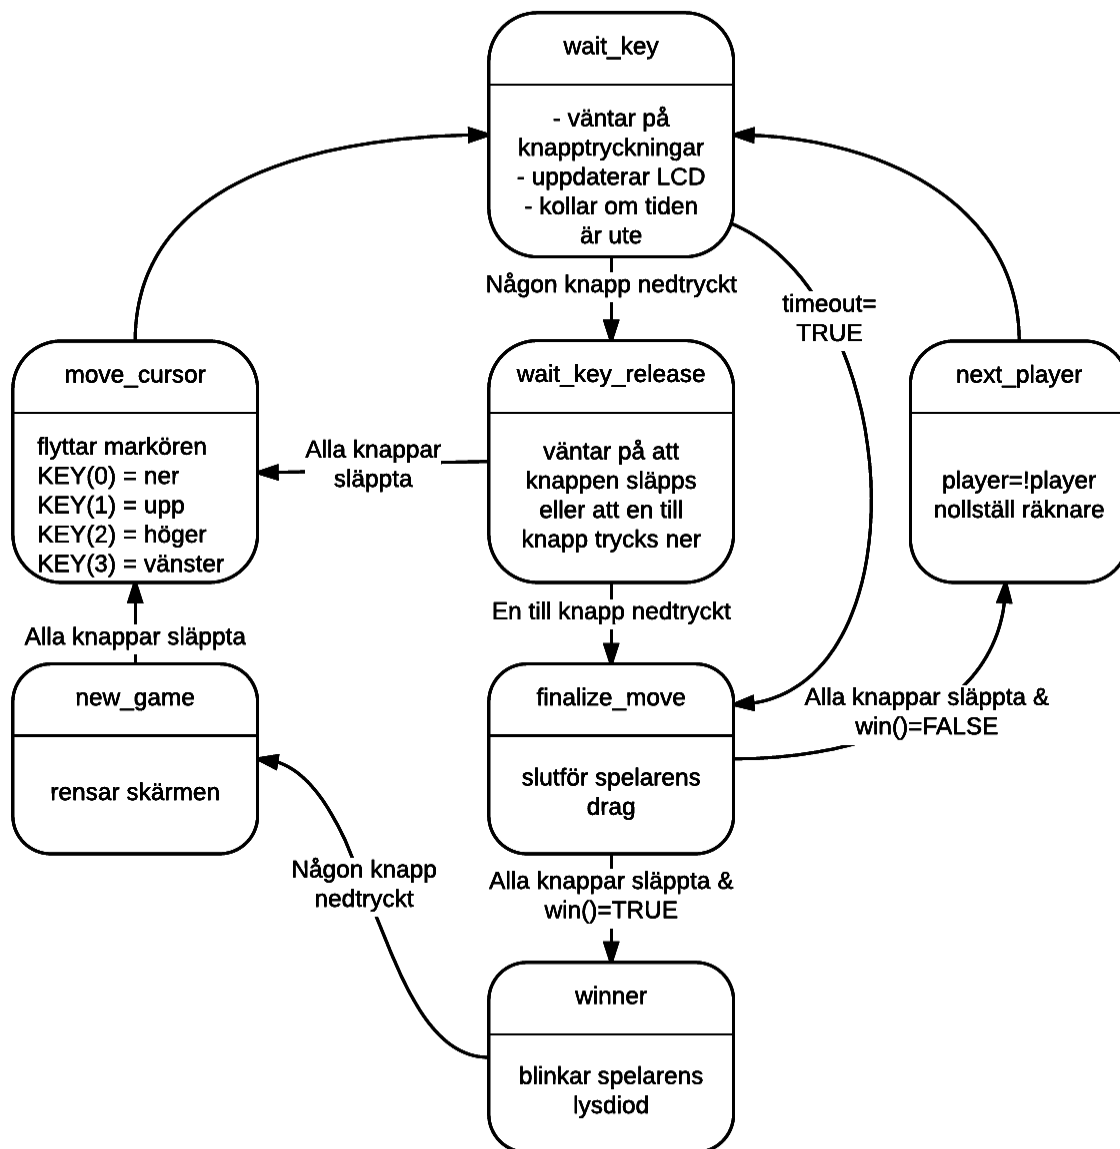 wait_key
- väntar på
knapptryckningar
- uppdaterar LCD
- kollar om tiden
är ute
Någon knapp nedtryckt
timeout=
TRUE
move_cursor
flyttar markören
KEY(0) = ner
KEY(1) = upp
KEY(2) = höger
KEY(3) = vänster
Alla knappar
släppta
wait_key_release
väntar på att
knappen släpps
eller att en till
knapp trycks ner
next_player
player=!player
nollställ räknare
En till knapp nedtryckt
Alla knappar släppta
new_game
rensar skärmen
finalize_move
slutför spelarens
drag
Alla knappar släppta &
win()=FALSE
Någon knapp
nedtryckt
Alla knappar släppta &
win()=TRUE
winner
blinkar spelarens
lysdiod